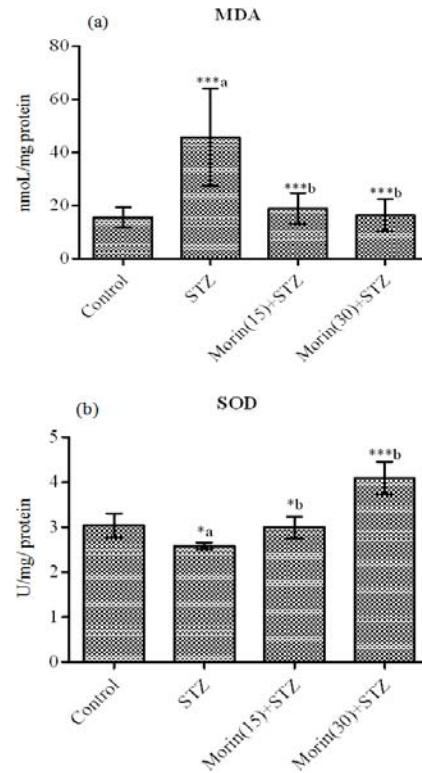 (a)
MDA
80
60
40
20
0
nmoL/mg protein
***a
***b
***b
Control
STZ
Morin(15)+STZ
Morin(30)+STZ
(b)
SOD
5
4
3
2
1
0
U/mg/ protein
*a
*b
***b
Control
STZ
Morin(15)+STZ
Morin(30)+STZ